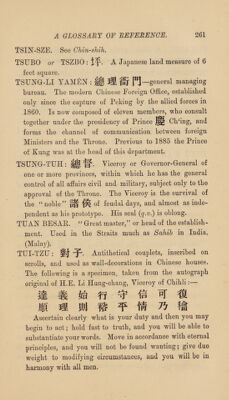 A GLOSSARY OF REFERENCE. 261
TSIN-SZE. See Chin-shih.
TSUBO or TSZBO: 坪. A Japanese land measure of 6
feet square.
TSUNG-LI YAMÊN: 總理衙門—general managing
bureau. The modern Chinese Foreign Office, established
only since the capture of Peking by the allied forces in
1860. Is now composed of eleven members, who consult
together under the presidency of Prince 慶 Ch'ing, and
forms the channel of communication between foreign
Ministers and the Throne. Previous to 1885 the Prince
of Kung was at the head of this department.
TSUNG-TUH: 總督. Viceroy or Governor-General of
one or more provinces, within which he has the general
control of all affairs civil and military, subject only to the
approval of the Throne. The Viceroy is the survival of
the "noble" 諸侯 of feudal days, and almost as inde-
pendent as his prototype. His seal (q.v.) is oblong.
TUAN BESAR. "Great master," or head of the establish-
ment. Used in the Straits much as Sahib in India.
(Malay).
TUI-TZU: 對子. Antithetical couplets, inscribed on
scrolls, and used as wall-decorations in Chinese houses.
The following is a specimen, taken from the autograph
original of H.E. Li Hung-chang, Viceroy of Chihli:—
達義始行守信可復
順理則裕平情乃
Ascertain clearly what is your duty and then you may
begin to act; hold fast to truth, and you will be able to
substantiate your words. Move in accordance with eternal
principles, and you will not be found wanting; give due
weight to modifying circumstances, and you will be in
harmony with all men.